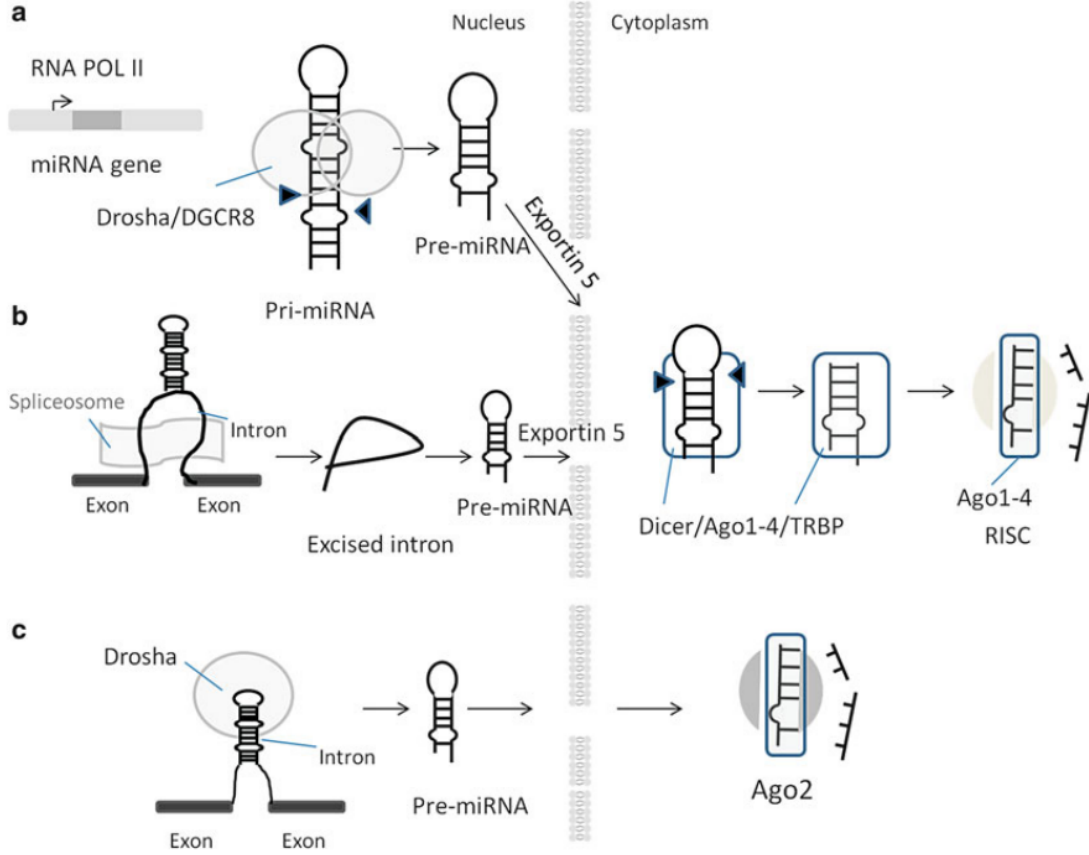 a
Nucleus
Cytoplasm
RNA POL II
miRNA gene
Drosha/DGCR8
Pre-miRNA
Exportin 5
Pri-miRNA
b
Spliceosome
Intron
Exon
Exon
Excised intron
Pre-miRNA
Exportin 5
Dicer/Ago1-4/TRBP
Ago1-4
RISC
c
Drosha
Intron
Exon
Exon
Pre-miRNA
Ago2